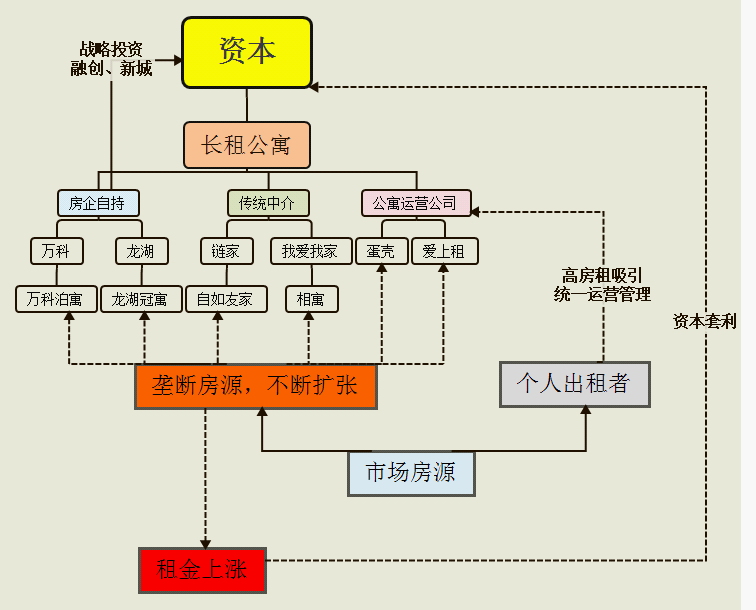 战略投资
融创、新城
资本
长租公寓
房企自持
传统中介
公寓运营公司
万科
龙湖
链家
我爱我家
蛋壳
爱上租
万科泊寓
龙湖冠寓
自如友家
相寓
高房租吸引
统一运营管理
资本套利
垄断房源，不断扩张
个人出租者
市场房源
租金上涨